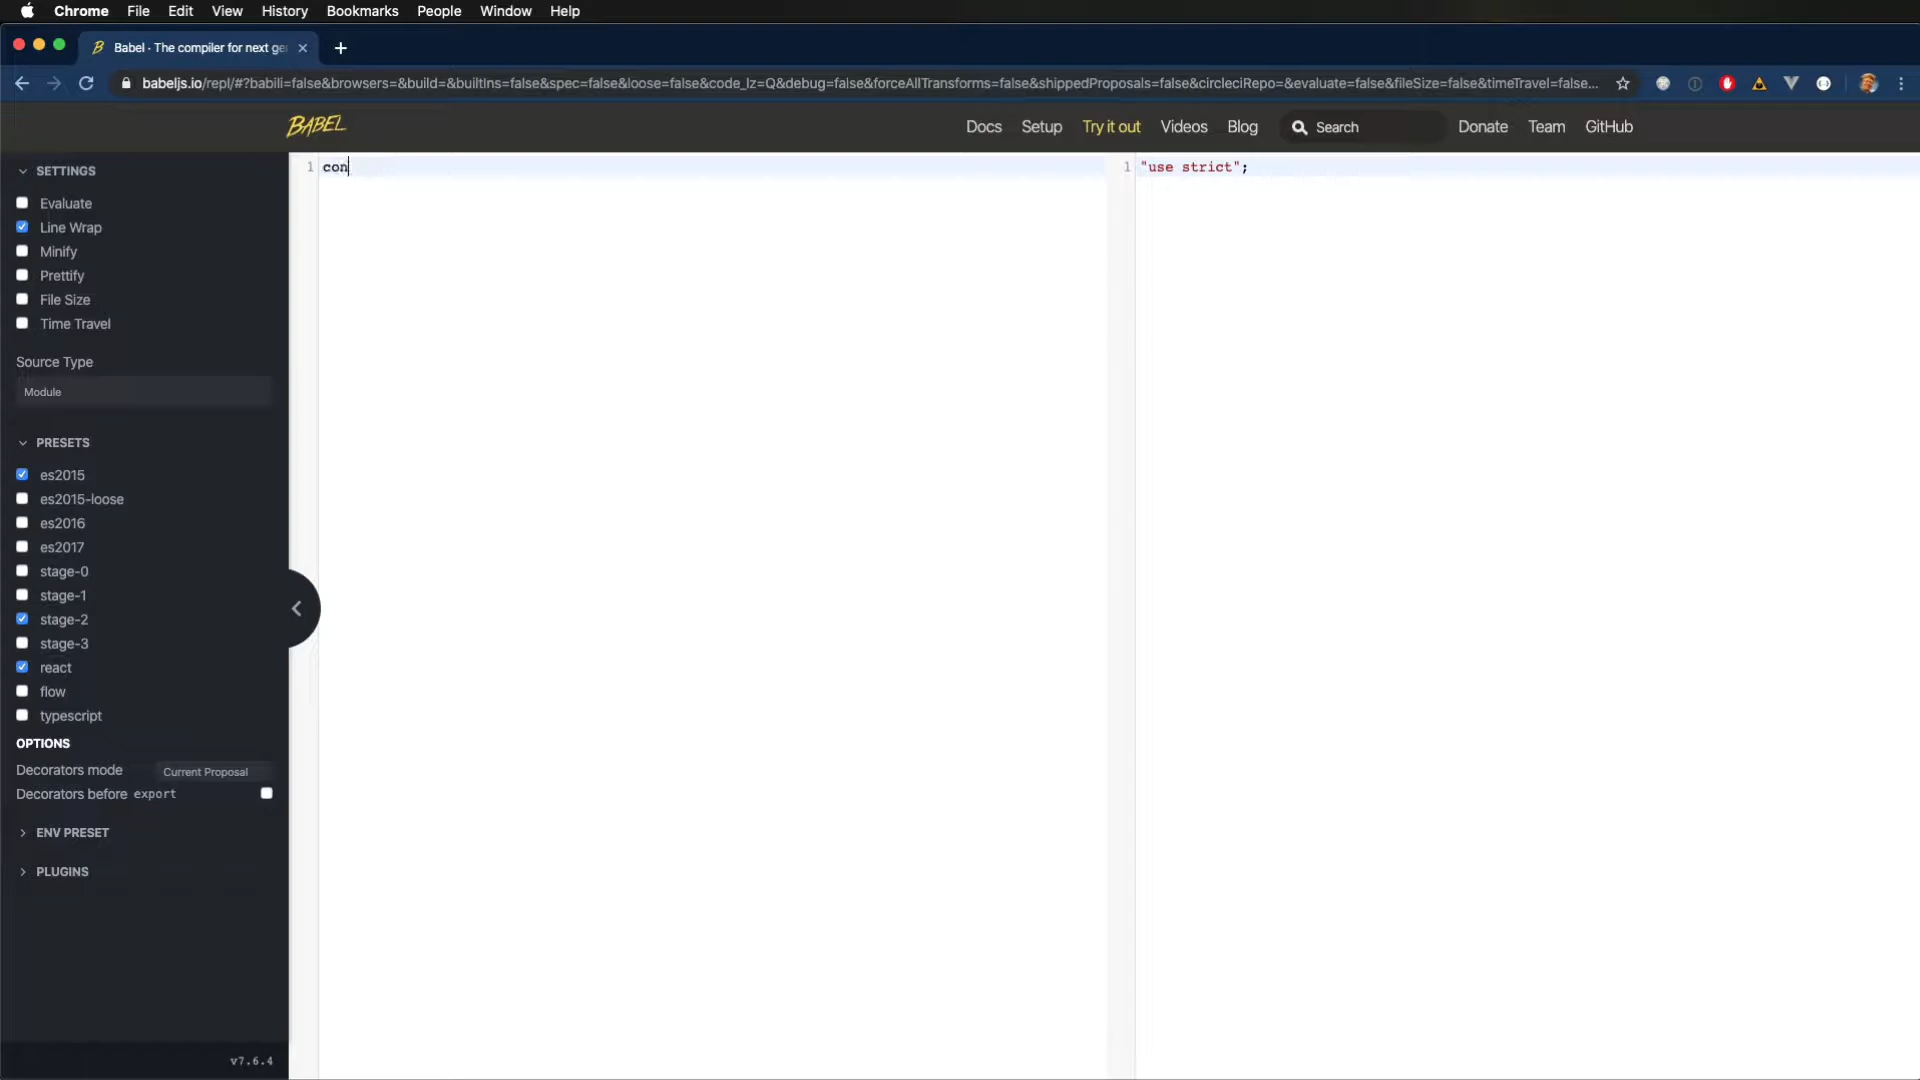 Chrome File Edit View History Bookmarks People Window Help
Babel · The compiler for next ge
babeljs.io/repl/#?babili=false&browsers=&build=&builtIns=false&spec=false&loose=false&code_lz=Q&debug=false&forceAllTransforms=false&shippedProposals=false&circleciRepo=&evaluate=false&fileSize=false&timeTravel=false...
BABEL Docs Setup Try it out Videos Blog Search Donate Team GitHub
SETTINGS
Evaluate
Line Wrap
Minify
Prettify
File Size
Time Travel
Source Type
Module
PRESETS
es2015
es2015-loose
es2016
es2017
stage-0
stage-1
stage-2
stage-3
react
flow
typescript
OPTIONS
Decorators mode Current Proposal
Decorators before export
ENV PRESET
PLUGINS
v7.6.4
1 con
1 "use strict";